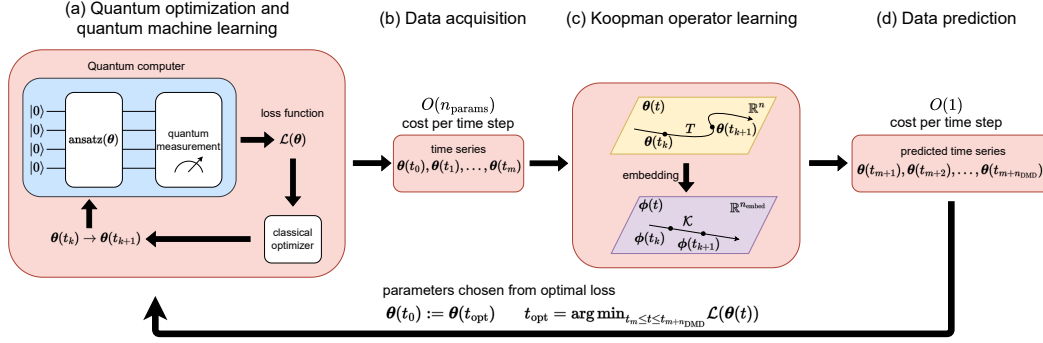 (a) Quantum optimization and
quantum machine learning
Quantum computer
|0⟩
|0⟩
|0⟩
|0⟩
ansatz(θ)
quantum
measurement
loss function
ℒ(θ)
classical
optimizer
θ(t_k) → θ(t_{k+1})
(b) Data acquisition
O(n_params)
cost per time step
time series
θ(t_0), θ(t_1), . . . , θ(t_m)
(c) Koopman operator learning
θ(t)
ℝ^n
T
θ(t_k)
θ(t_{k+1})
embedding
ϕ(t)
ℝ^{n_embed}
𝒦
ϕ(t_k)
ϕ(t_{k+1})
(d) Data prediction
O(1)
cost per time step
predicted time series
θ(t_{m+1}), θ(t_{m+2}), . . . , θ(t_{m+n_DMD})
parameters chosen from optimal loss
θ(t_0) := θ(t_opt) t_opt = arg min_{t_m≤t≤t_{m+n_DMD}} ℒ(θ(t))